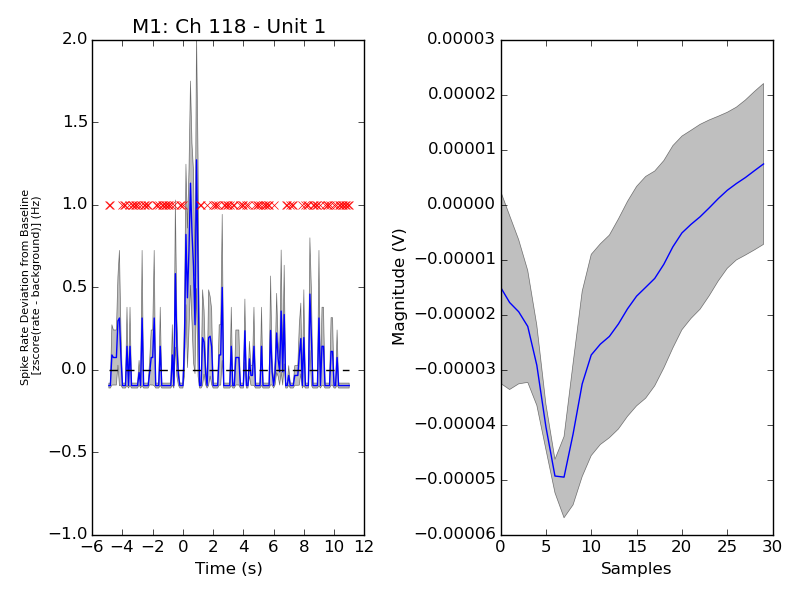 M1: Ch 118 - Unit 1
Spike Rate Deviation from Baseline
[zscore(rate - background)] (Hz)
2.0
1.5
1.0
0.5
0.0
−0.5
−1.0
−6 −4 −2 0 2 4 6 8 10 12
Time (s)
Magnitude (V)
0.00003
0.00002
0.00001
0.00000
−0.00001
−0.00002
−0.00003
−0.00004
−0.00005
−0.00006
0 5 10 15 20 25 30
Samples